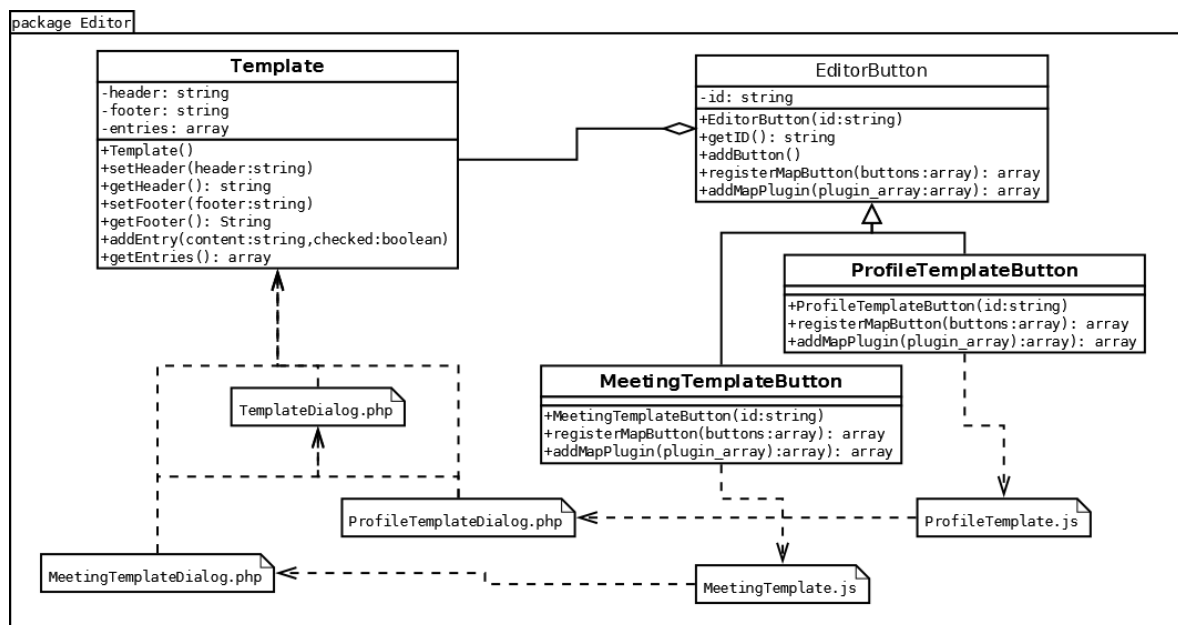 package Editor
Template
-header: string
-footer: string
-entries: array
+Template()
+setHeader(header:string)
+getHeader(): string
+setFooter(footer:string)
+getFooter(): String
+addEntry(content:string,checked:boolean)
+getEntries(): array
EditorButton
-id: string
+EditorButton(id:string)
+getID(): string
+addButton()
+registerMapButton(buttons:array): array
+addMapPlugin(plugin_array:array): array
ProfileTemplateButton
+ProfileTemplateButton(id:string)
+registerMapButton(buttons:array): array
+addMapPlugin(plugin_array):array): array
MeetingTemplateButton
+MeetingTemplateButton(id:string)
+registerMapButton(buttons:array): array
+addMapPlugin(plugin_array):array): array
TemplateDialog.php
ProfileTemplateDialog.php
ProfileTemplate.js
MeetingTemplateDialog.php
MeetingTemplate.js